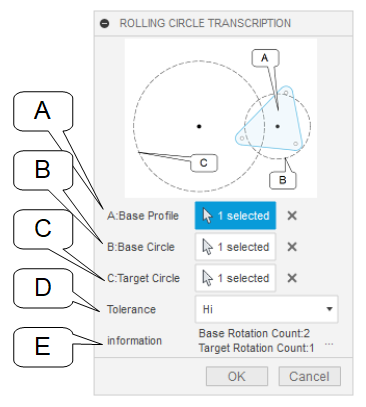 ROLLING CIRCLE TRANSCRIPTION
A
C
B
A
A:Base Profile 1 selected
B
B:Base Circle 1 selected
C
C:Target Circle 1 selected
D
Tolerance Hi
E
information
Base Rotation Count:2
Target Rotation Count:1 ...
OK Cancel